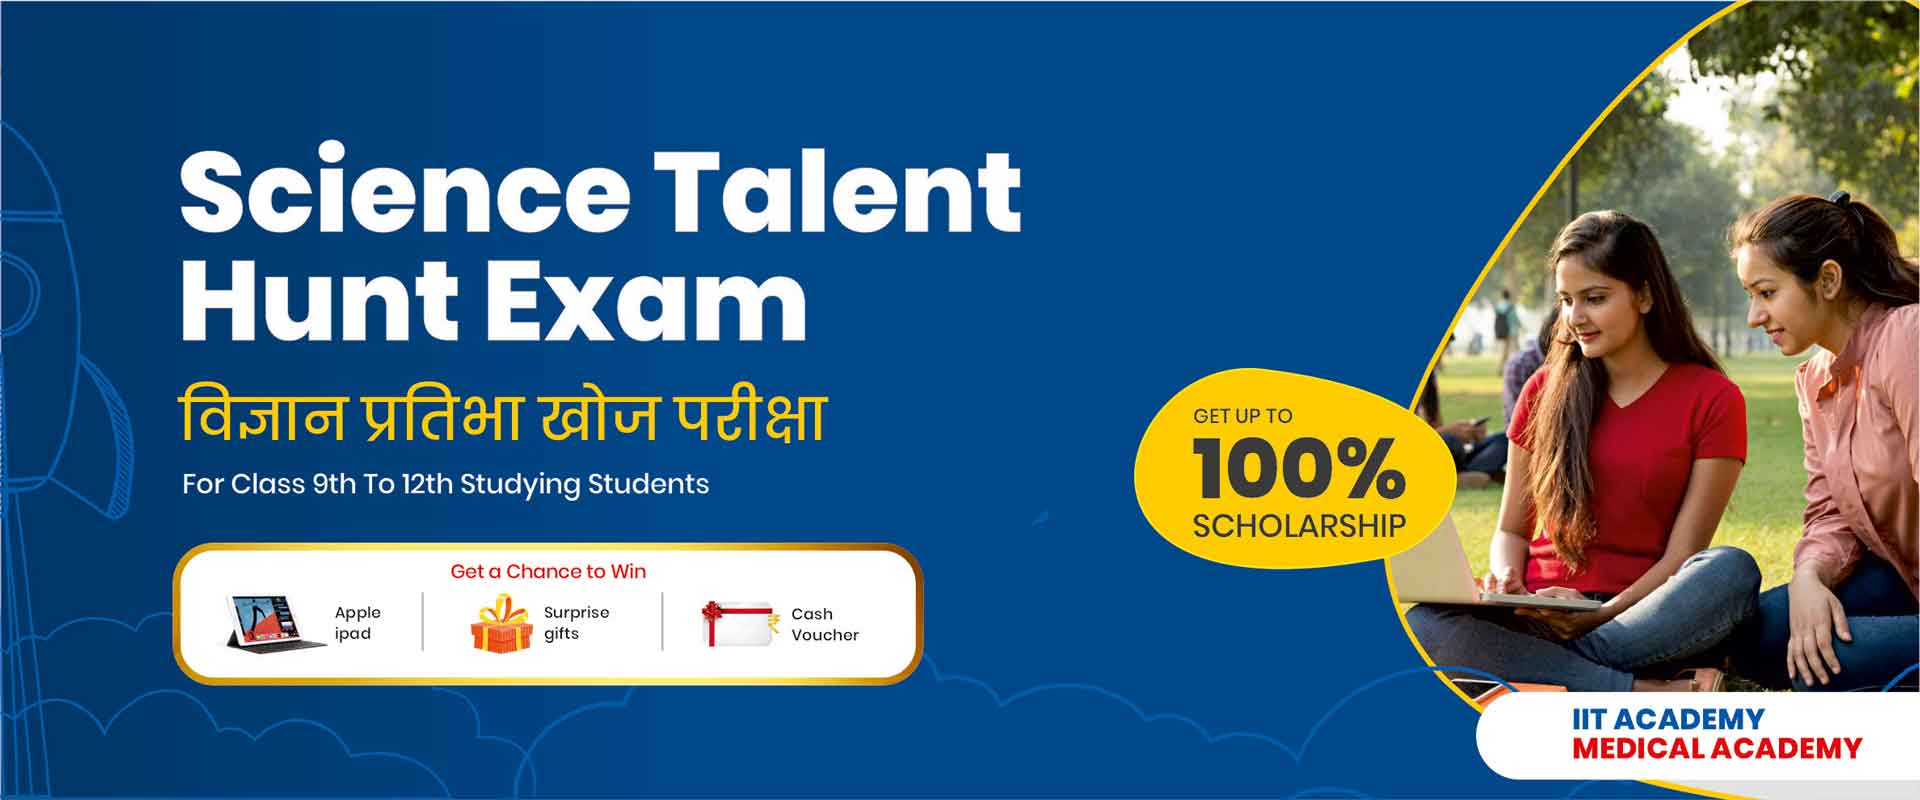 Science Talent
Hunt Exam
विज्ञान प्रतिभा खोज परीक्षा
For Class 9th To 12th Studying Students
Get a Chance to Win
Apple
ipad
Surprise
gifts
Cash
Voucher
GET UP TO
100%
SCHOLARSHIP
IIT ACADEMY
MEDICAL ACADEMY